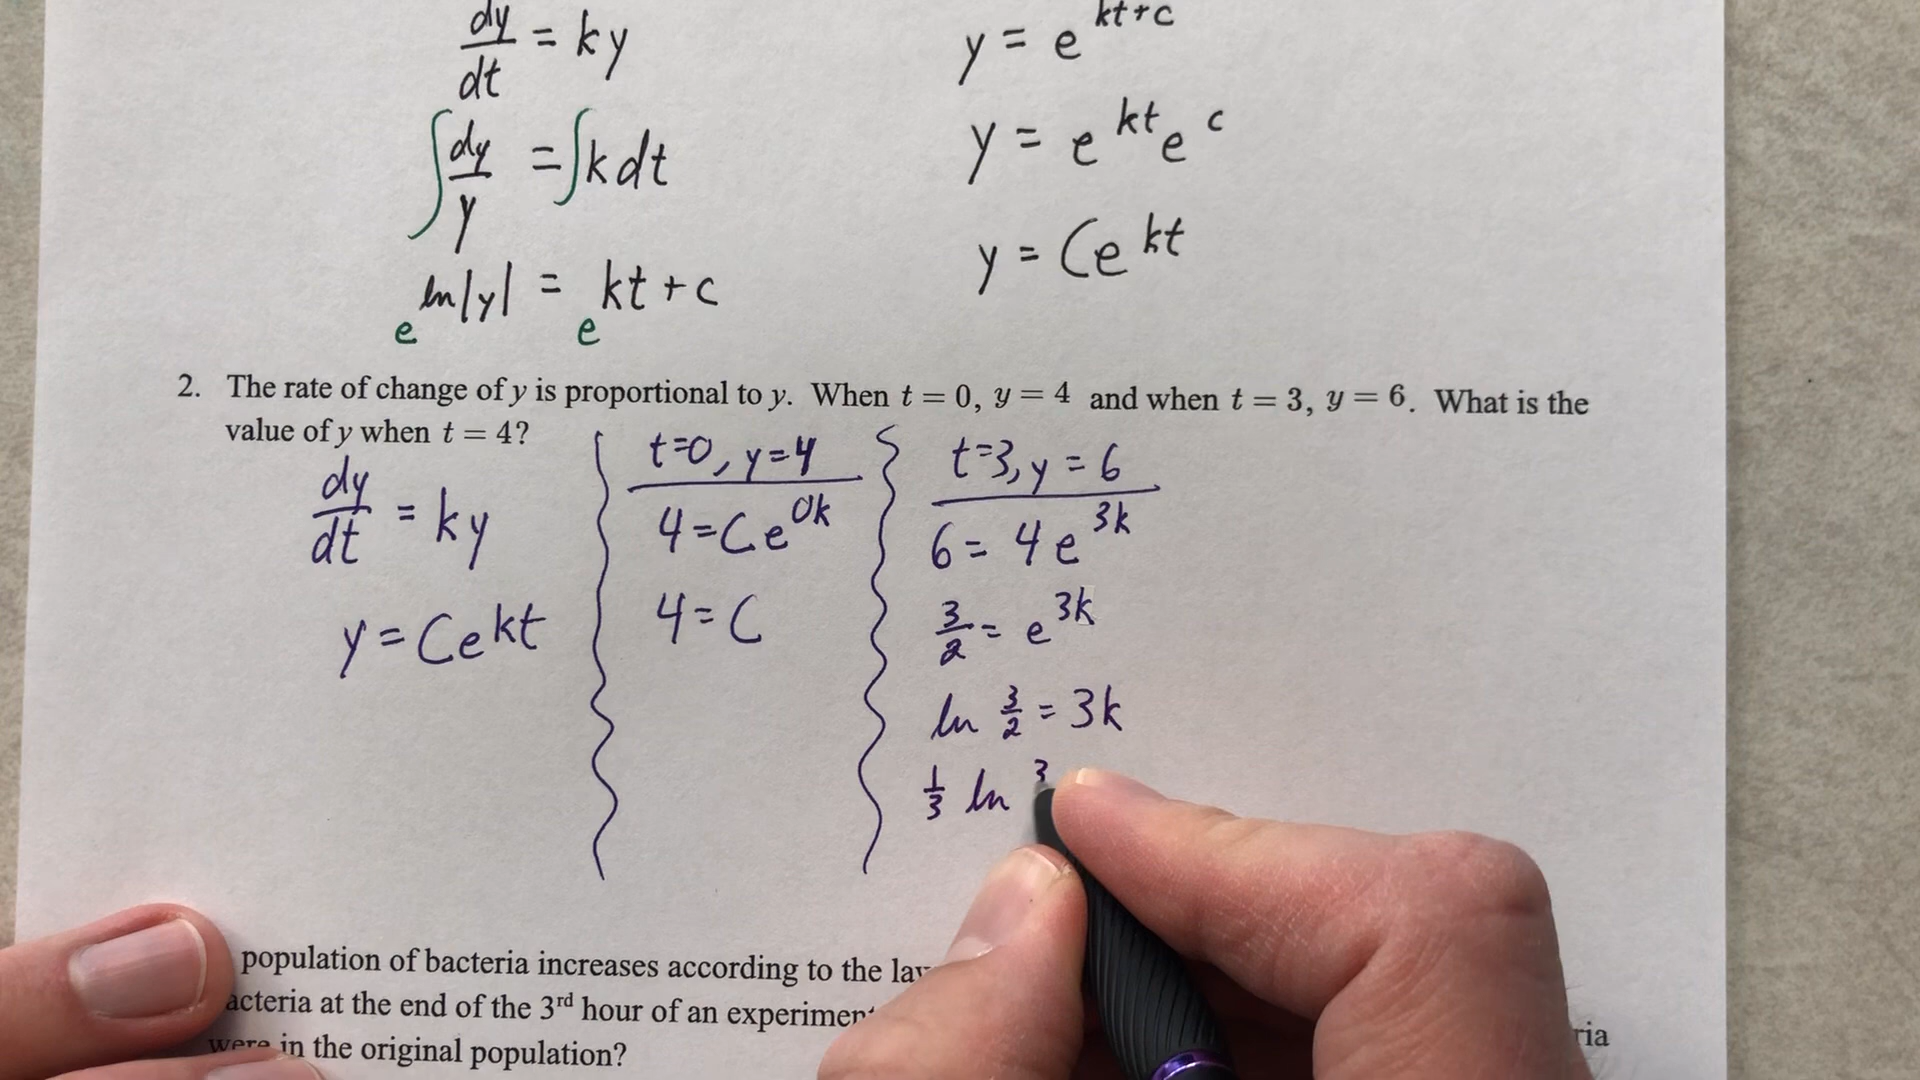 dy/dt = ky
∫ dy/y = ∫ k dt
e^(ln|y|) = e^(kt + c)
y = e^(kt + c)
y = e^(kt) e^c
y = Ce^(kt)
2. The rate of change of y is proportional to y. When t = 0, y = 4 and when t = 3, y = 6. What is the
value of y when t = 4?
dy/dt = ky
y = Ce^(kt)
t=0, y=4
4 = Ce^(0k)
4 = C
t=3, y = 6
6 = 4e^(3k)
3/2 = e^(3k)
ln 3/2 = 3k
1/3 ln 3
population of bacteria increases according to the
acteria at the end of the 3rd hour of an
were in the original population?